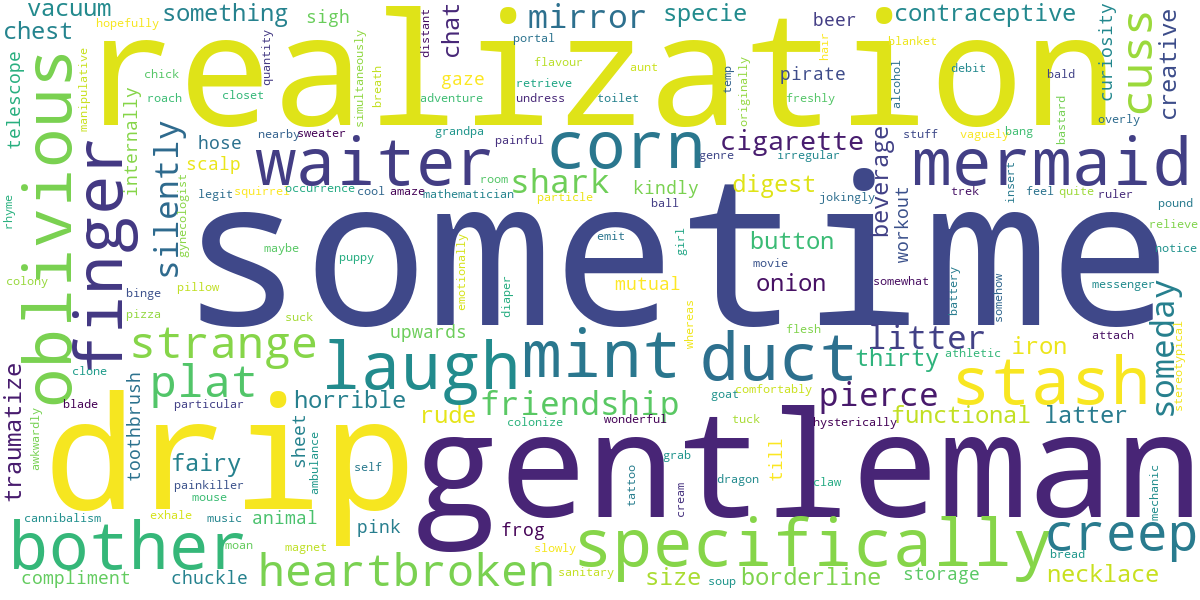 vacuum
something
sigh
mirror
specie
beer
contraceptive
hopefully
chest
realization
distant
chat
portal
hair
blanket
curiosity
cuss
creative
telescope
manipulative
chick
roach
closet
quantity
simultaneously
breath
gaze
adventure
flavour
retrieve
undress
aunt
toilet
temp
originally
pirate
freshly
alcohol
debit
bald
bastard
overly
oblivious
finger
internally
silently
hose
nearby
sweater
grandpa
painful
corn
cigarette
genre
irregular
beverage
stuff
vaguely
bang
mermaid
scalp
waiter
legit
squirrel
occurrence
cool
amaze
mathematician
room
shark
particle
kindly
ball
digest
jokingly
workout
trek
insert
feel
quite
ruler
pound
relieve
notice
rhyme
gynecologist
sometime
maybe
puppy
emit
girl
button
movie
onion
mutual
somewhat
battery
somehow
messenger
colony
pillow
binge
pizza
emotionally
diaper
whereas
suck
strange
upwards
laugh
mint
duct
flesh
litter
thirty
athletic
iron
attach
someday
stereotypical
clone
plat
traumatize
blade
particular
horrible
rude
friendship
colonize
wonderful
goat
comfortably
tuck
pierce
hysterically
functional
stash
latter
awkwardly
toothbrush
drip
fairy
painkiller
mouse
sheet
ambulance
self
gentleman
grab
tattoo
cream
dragon
till
claw
mechanic
cannibalism
exhale
music
animal
pink
frog
bother
moan
magnet
slowly
specifically
creep
bread
compliment
chuckle
heartbroken
sanitary
size
soup
borderline
storage
necklace